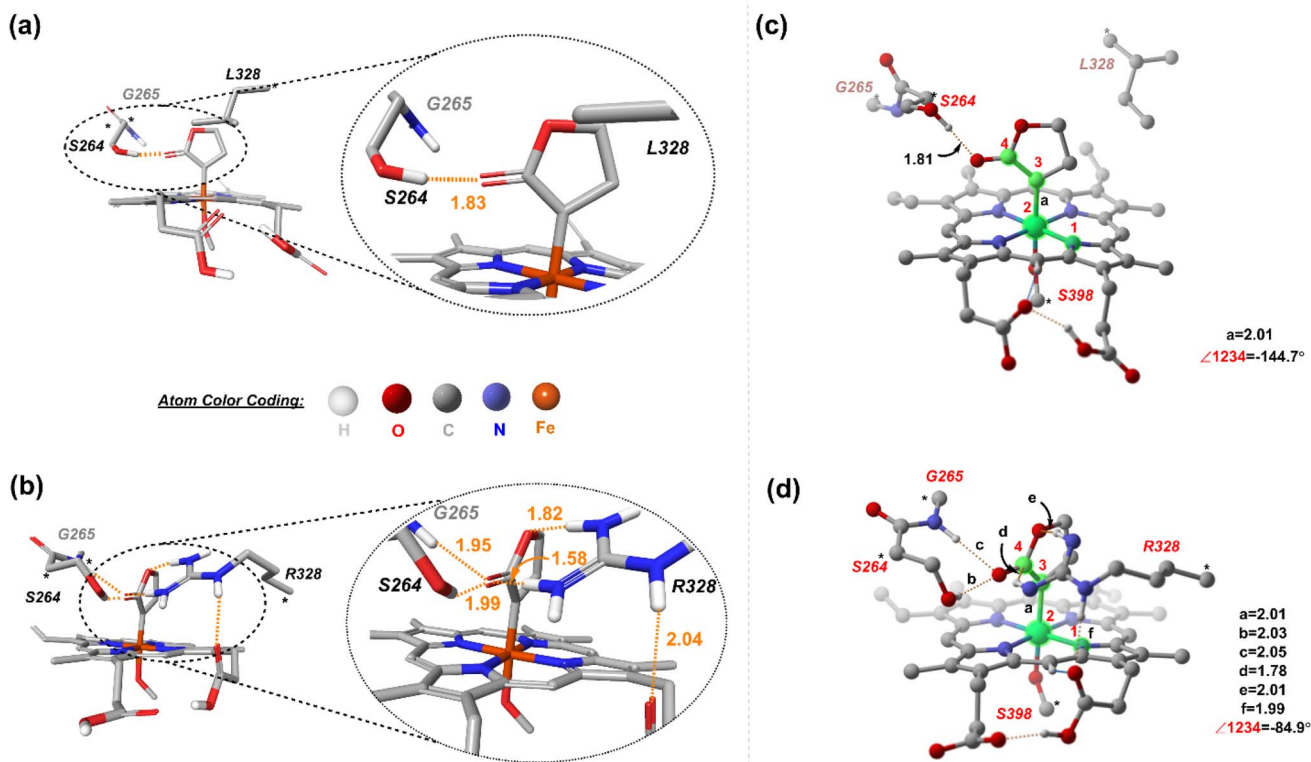 (a)
L328
G265
S264
G265
L328
S264
1.83
Atom Color Coding:
H
O
C
N
Fe
(b)
G265
S264
R328
G265
1.82
1.95
1.58
S264
1.99
R328
2.04
(c)
L328
G265
S264
1.81
4
3
2
a
1
S398
a=2.01
∠1234=-144.7°
(d)
G265
e
d
c
4
R328
S264
b
3
a
2
1
f
S398
a=2.01
b=2.03
c=2.05
d=1.78
e=2.01
f=1.99
∠1234=-84.9°